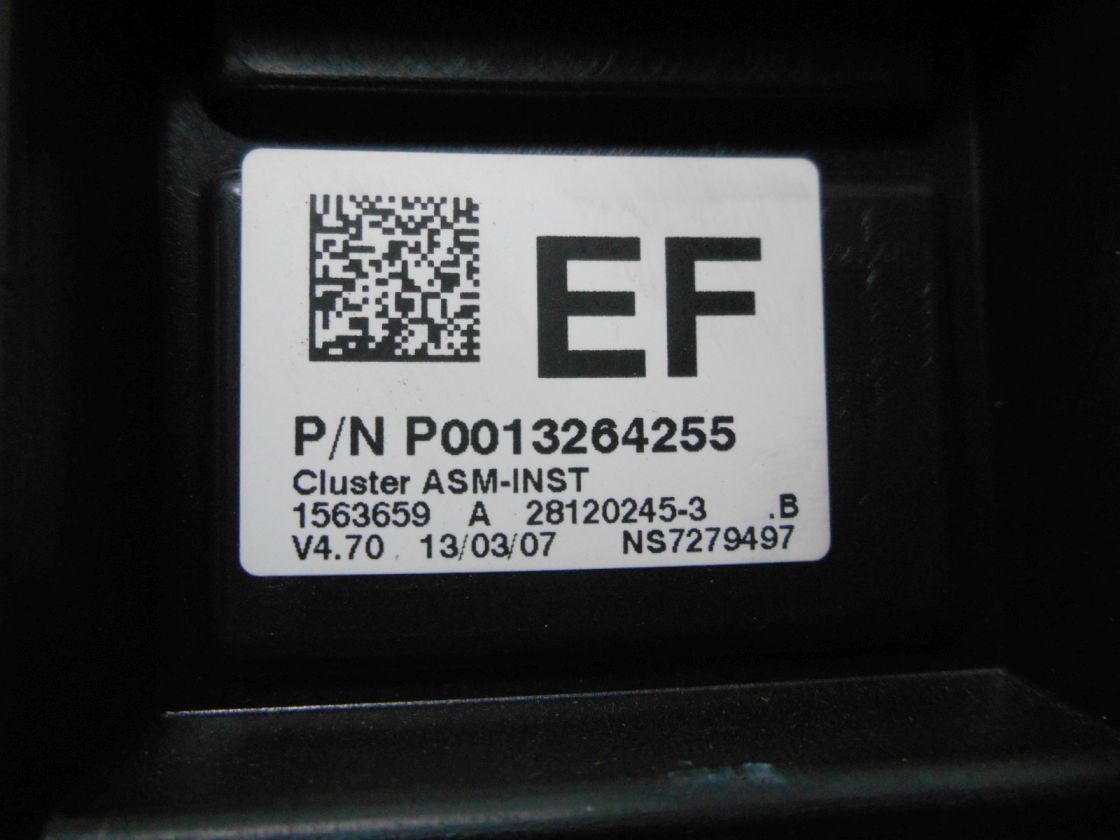 EF
P/N P0013264255
Cluster ASM-INST
1563659 A 28120245-3 .B
V4.70 13/03/07 NS7279497